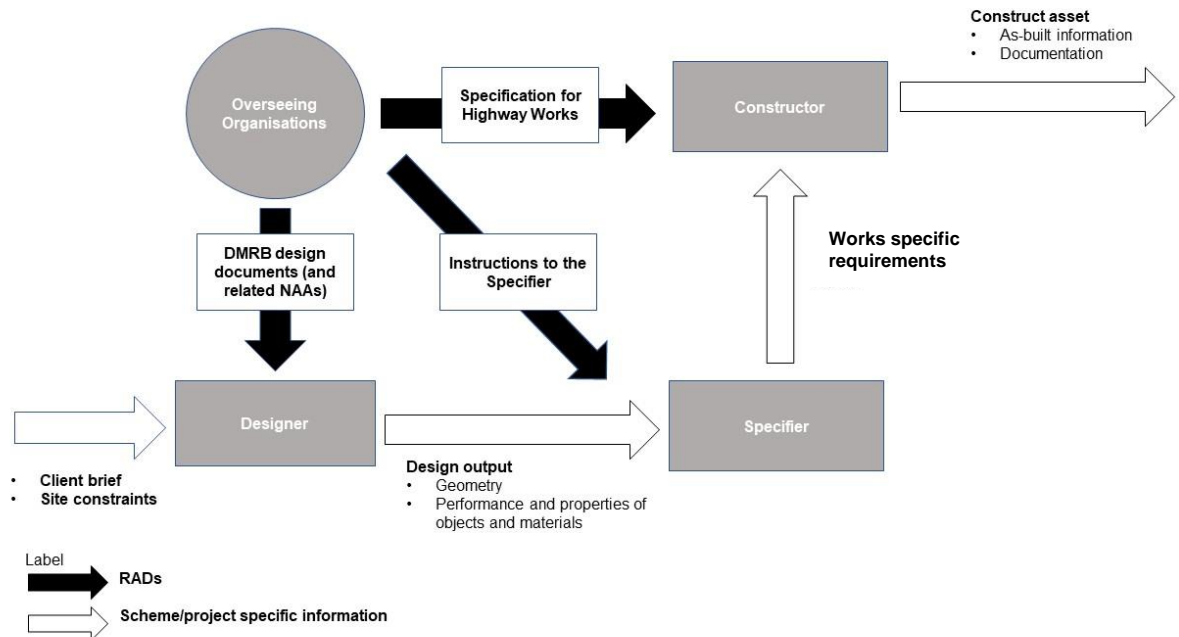 Construct asset
• As-built information
• Documentation
Overseeing
Organisations
Specification for
Highway Works
Constructor
DMRB design
documents (and
related NAAs)
Instructions to the
Specifier
Works specific
requirements
Designer
Specifier
• Client brief
• Site constraints
Design output
• Geometry
• Performance and properties of
objects and materials
Label
RADs
Scheme/project specific information